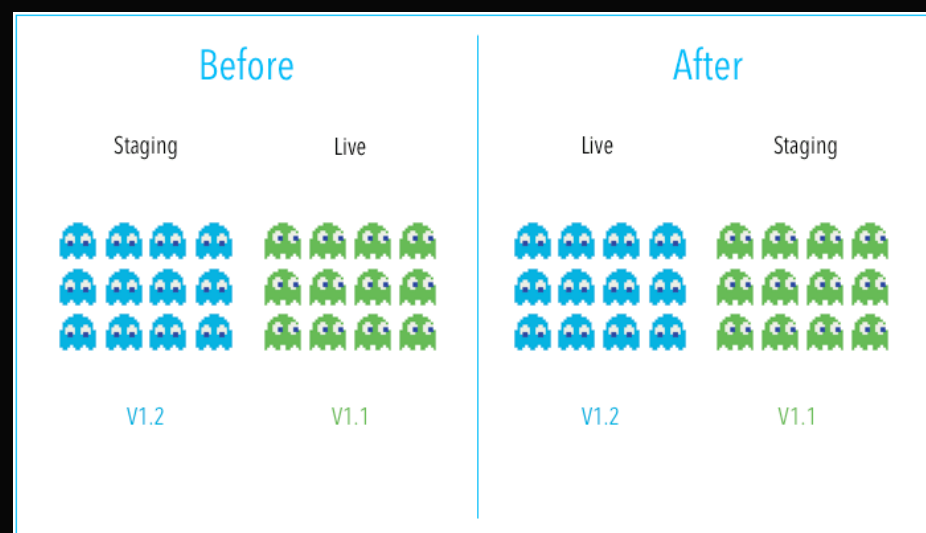 Before
After
Staging
Live
Live
Staging
V1.2
V1.1
V1.2
V1.1